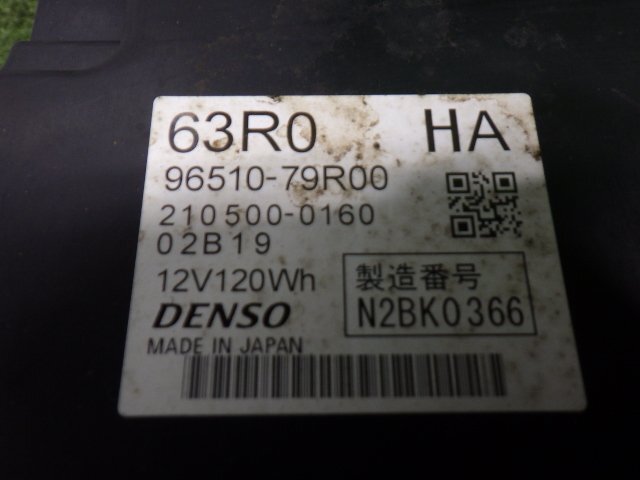 63R0 HA
96510-79R00
210500-0160
02B19
12V120Wh
製造番号
DENSO
N2BK0366
MADE IN JAPAN